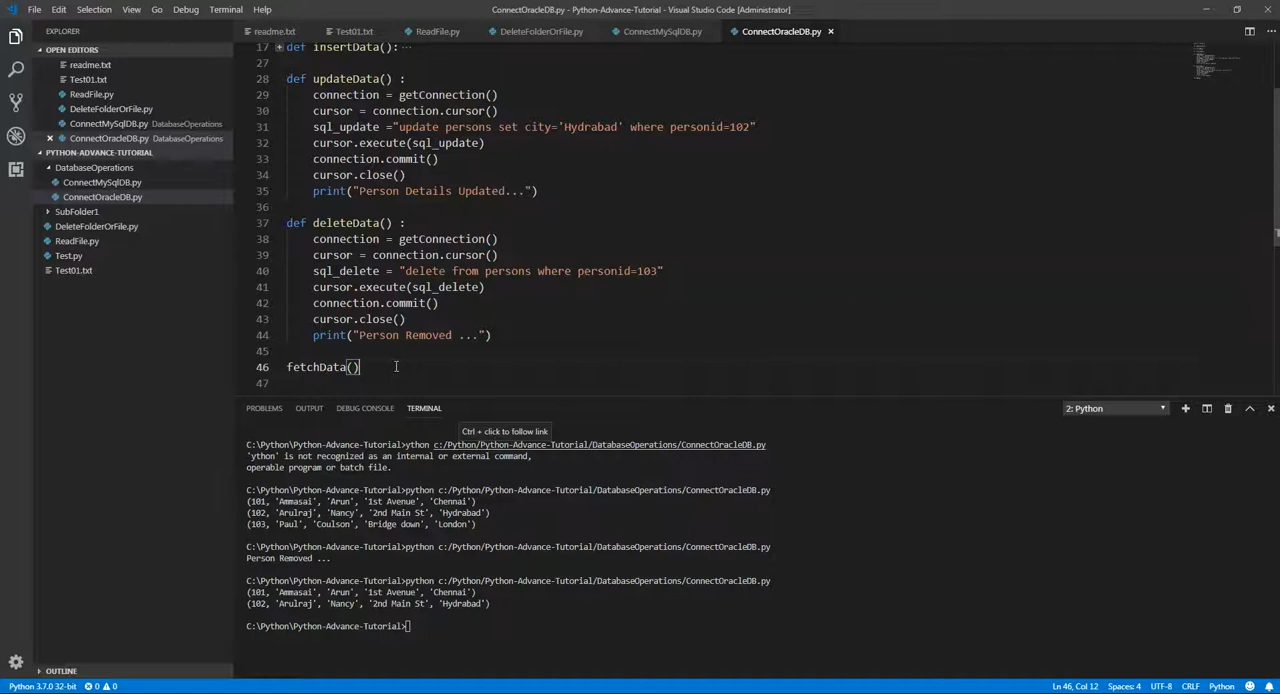 File Edit Selection View Go Debug Terminal Help
ConnectOracleDB.py - Python-Advance-Tutorial - Visual Studio Code [Administrator]
EXPLORER
readme.txt
Test01.txt
ReadFile.py
DeleteFolderOrFile.py
ConnectMySqlDB.py
ConnectOracleDB.py
OPEN EDITORS
readme.txt
Test01.txt
ReadFile.py
DeleteFolderOrFile.py
ConnectMySqlDB.py DatabaseOperations
ConnectOracleDB.py DatabaseOperations
PYTHON-ADVANCE-TUTORIAL
DatabaseOperations
ConnectMySqlDB.py
ConnectOracleDB.py
SubFolder1
DeleteFolderOrFile.py
ReadFile.py
Test.py
Test01.txt
OUTLINE
17 def insertData():...
27
28 def updateData() :
29 connection = getConnection()
30 cursor = connection.cursor()
31 sql_update ="update persons set city='Hydrabad' where personid=102"
32 cursor.execute(sql_update)
33 connection.commit()
34 cursor.close()
35 print("Person Details Updated...")
36
37 def deleteData() :
38 connection = getConnection()
39 cursor = connection.cursor()
40 sql_delete = "delete from persons where personid=103"
41 cursor.execute(sql_delete)
42 connection.commit()
43 cursor.close()
44 print("Person Removed ...")
45
46 fetchData()
47
PROBLEMS OUTPUT DEBUG CONSOLE TERMINAL
2: Python
Ctrl + click to follow link
C:\Python\Python-Advance-Tutorial>ython c:/Python/Python-Advance-Tutorial/DatabaseOperations/ConnectOracleDB.py
'ython' is not recognized as an internal or external command,
operable program or batch file.
C:\Python\Python-Advance-Tutorial>python c:/Python/Python-Advance-Tutorial/DatabaseOperations/ConnectOracleDB.py
(101, 'Ammasai', 'Arun', '1st Avenue', 'Chennai')
(102, 'Arulraj', 'Nancy', '2nd Main St', 'Hydrabad')
(103, 'Paul', 'Coulson', 'Bridge down', 'London')
C:\Python\Python-Advance-Tutorial>python c:/Python/Python-Advance-Tutorial/DatabaseOperations/ConnectOracleDB.py
Person Removed ...
C:\Python\Python-Advance-Tutorial>python c:/Python/Python-Advance-Tutorial/DatabaseOperations/ConnectOracleDB.py
(101, 'Ammasai', 'Arun', '1st Avenue', 'Chennai')
(102, 'Arulraj', 'Nancy', '2nd Main St', 'Hydrabad')
C:\Python\Python-Advance-Tutorial>
Python 3.7.0 32-bit 0 0
Ln 46, Col 12 Spaces: 4 UTF-8 CRLF Python